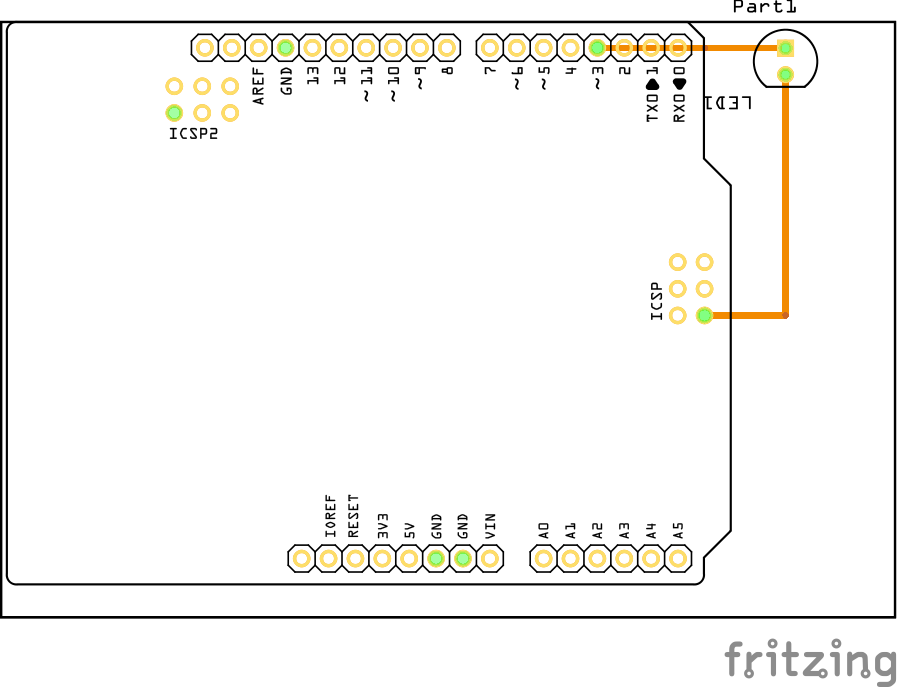 Part1
AREF
GND
13
12
~11
~10
~9
8
7
~6
~5
4
~3
2
TX0 1
RX0 0
LED1
ICSP2
ICSP
IOREF
RESET
3V3
5V
GND
GND
VIN
A0
A1
A2
A3
A4
A5
fritzing